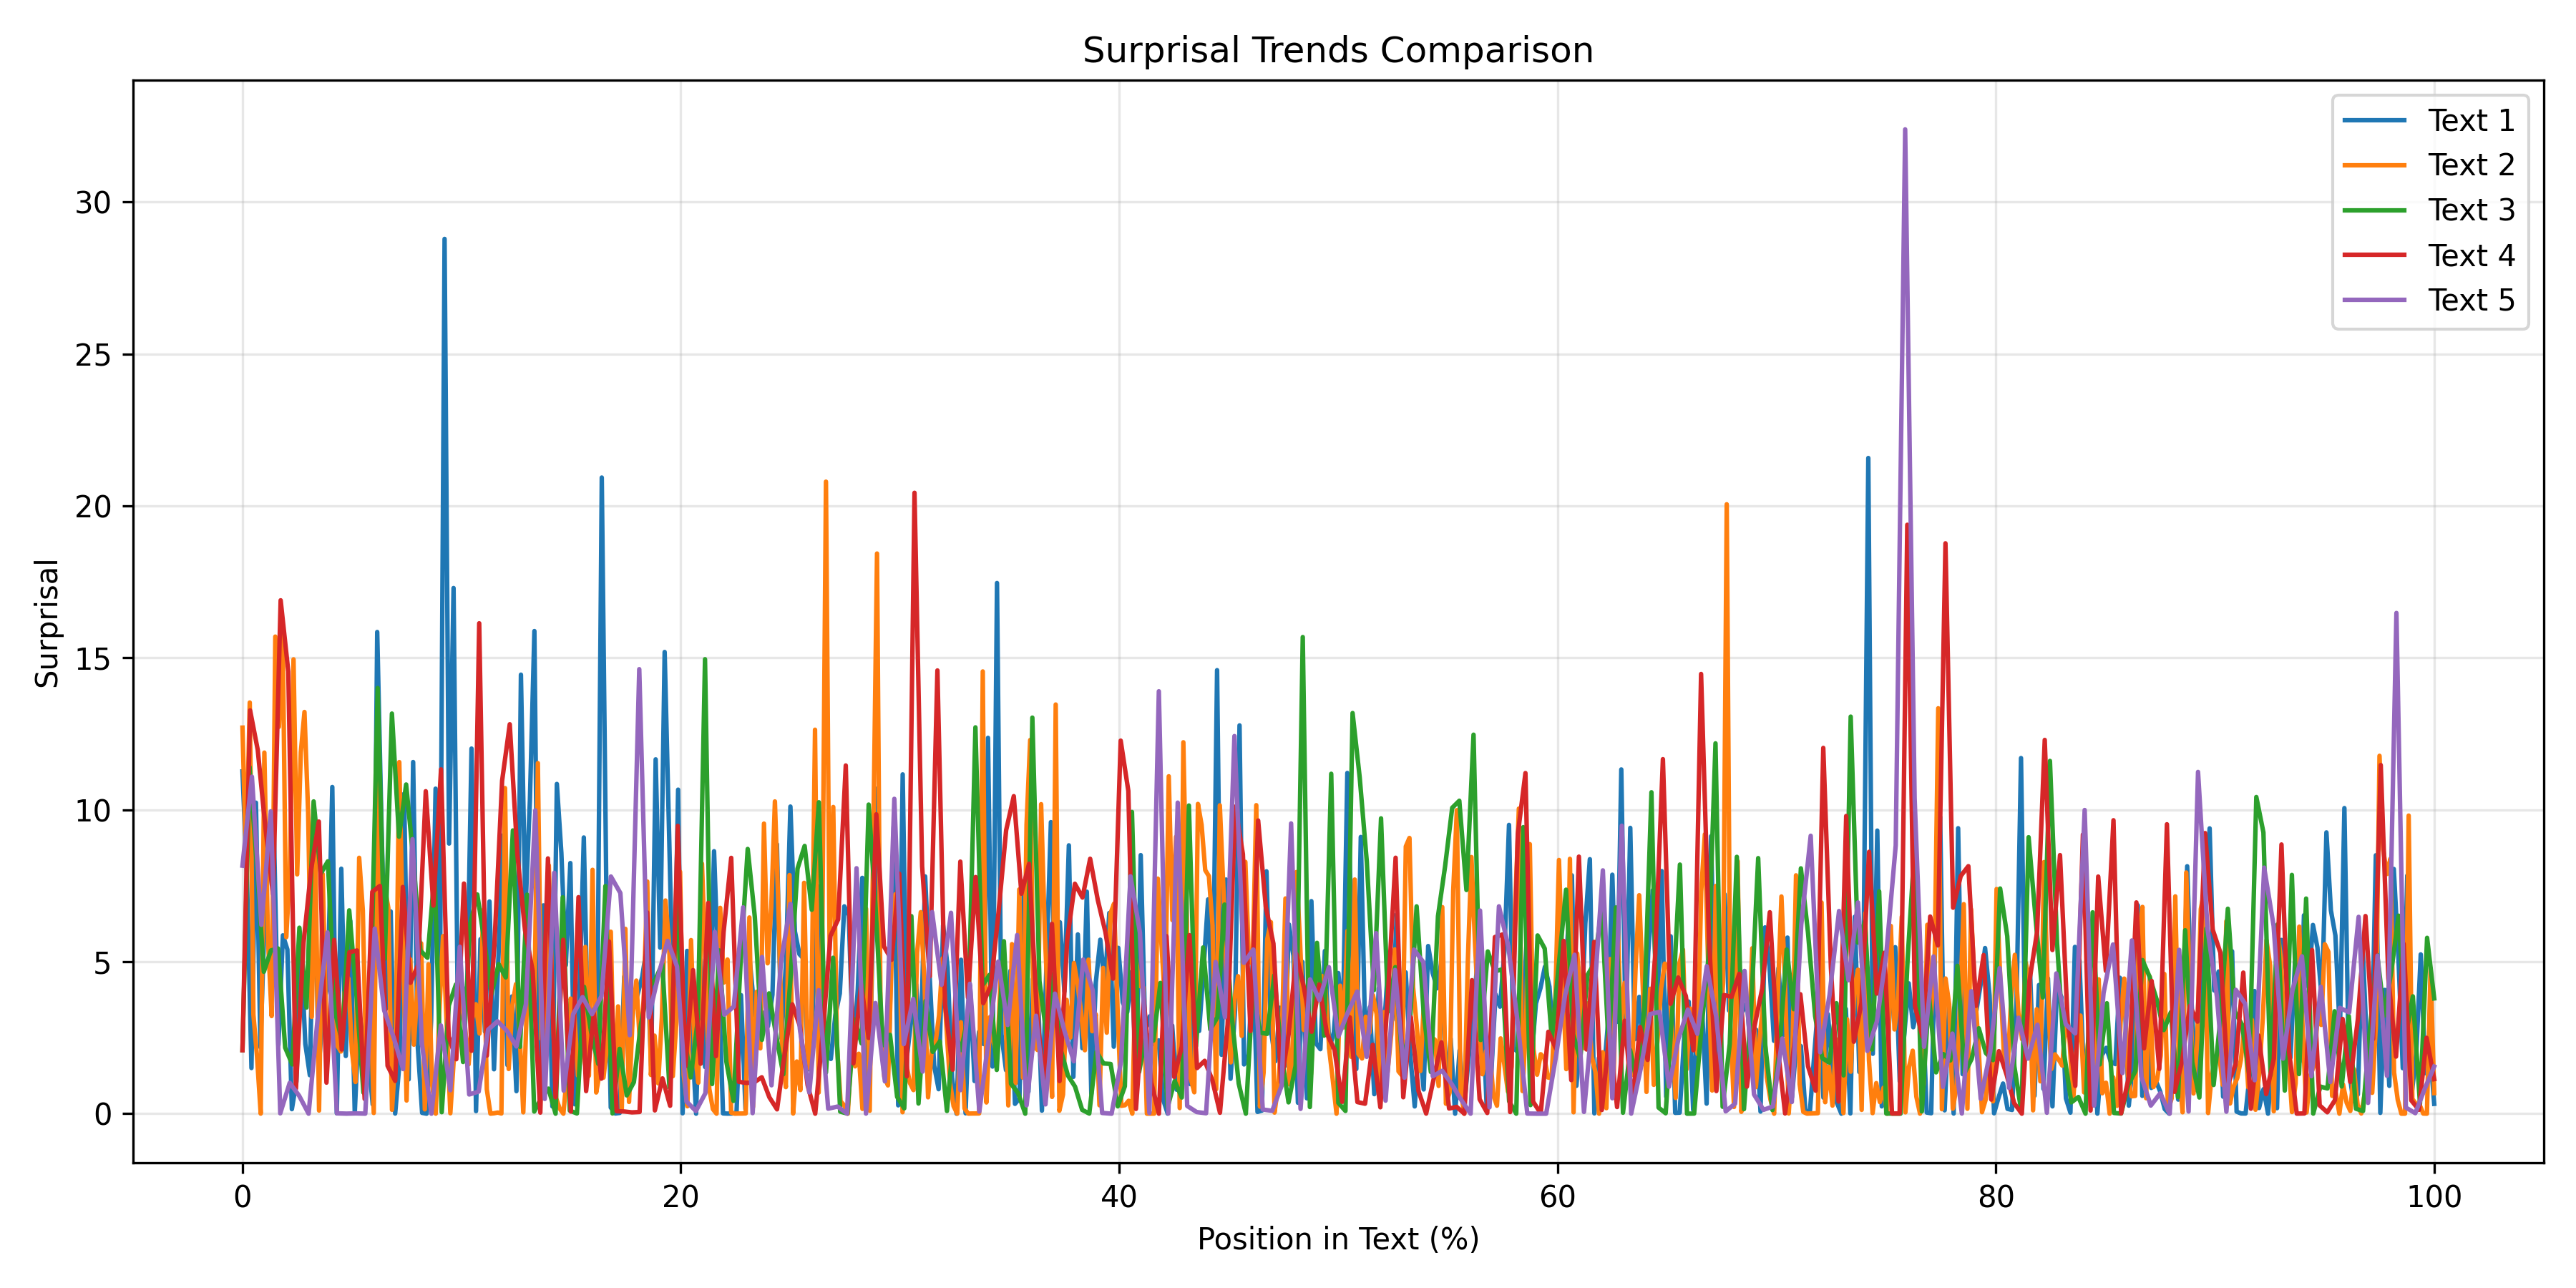 Surprisal Trends Comparison
Text 1
Text 2
Text 3
Text 4
Text 5
30
25
20
15
10
5
0
Surprisal
0 20 40 60 80 100
Position in Text (%)